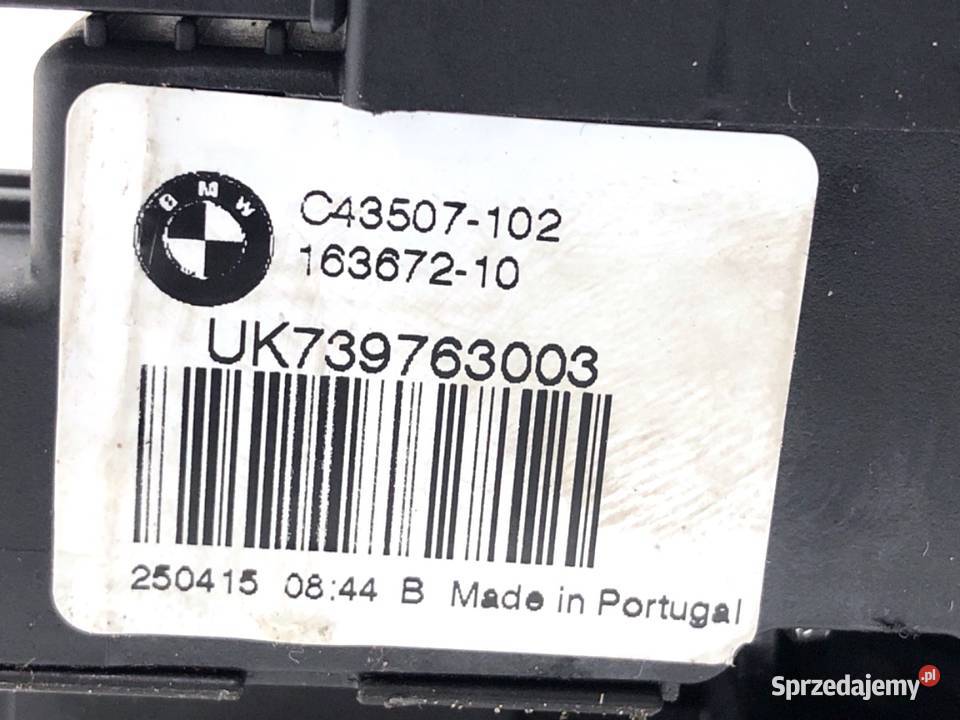 BMW
C43507-102
163672-10
UK739763003
250415 08:44 B Made in Portugal
Sprzedajemy.pl